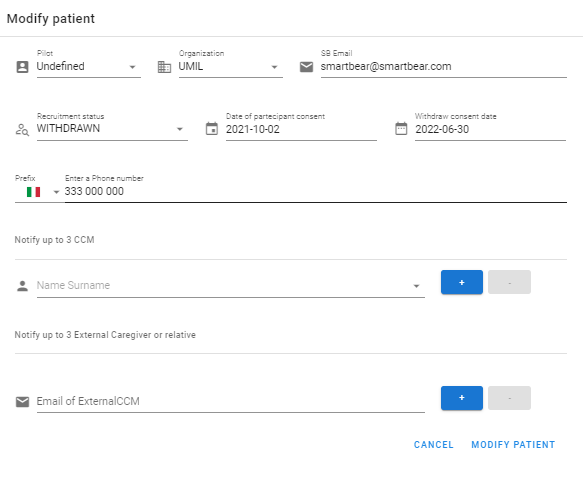 Modify patient
Pilot Organization SB Email
Undefined UMIL smartbear@smartbear.com
Recruitment status Date of partecipant consent Withdraw consent date
WITHDRAWN 2021-10-02 2022-06-30
Prefix Enter a Phone number
333 000 000
Notify up to 3 CCM
Name Surname + -
Notify up to 3 External Caregiver or relative
Email of ExternalCCM + -
CANCEL MODIFY PATIENT